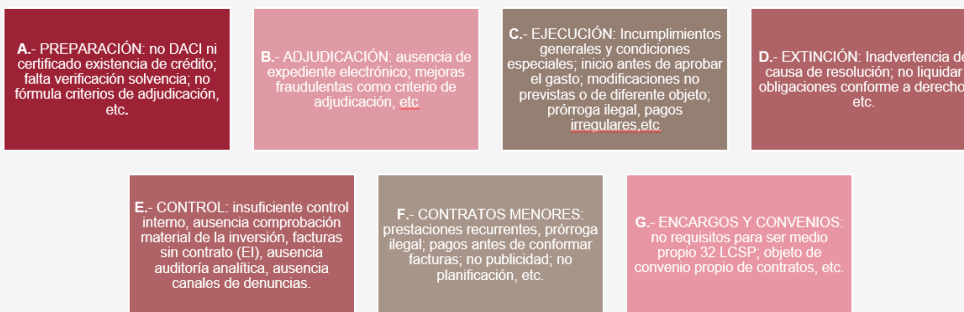 A.- PREPARACIÓN: no DACI ni
certificado existencia de crédito;
falta verificación solvencia; no
fórmula criterios de adjudicación,
etc.
B.- ADJUDICACIÓN: ausencia de
expediente electrónico; mejoras
fraudulentas como criterio de
adjudicación, etc
C.- EJECUCIÓN: Incumplimientos
generales y condiciones
especiales; inicio antes de aprobar
el gasto; modificaciones no
previstas o de diferente objeto;
prórroga ilegal, pagos
irregulares,etc
D.- EXTINCIÓN: Inadvertencia de
causa de resolución; no liquidar
obligaciones conforme a derecho,
etc.
E.- CONTROL: insuficiente control
interno, ausencia comprobación
material de la inversión, facturas
sin contrato (EI), ausencia
auditoría analítica, ausencia
canales de denuncias.
F.- CONTRATOS MENORES:
prestaciones recurrentes, prórroga
ilegal; pagos antes de conformar
facturas; no publicidad; no
planificación, etc.
G.- ENCARGOS Y CONVENIOS:
no requisitos para ser medio
propio 32 LCSP; objeto de
convenio propio de contratos, etc.